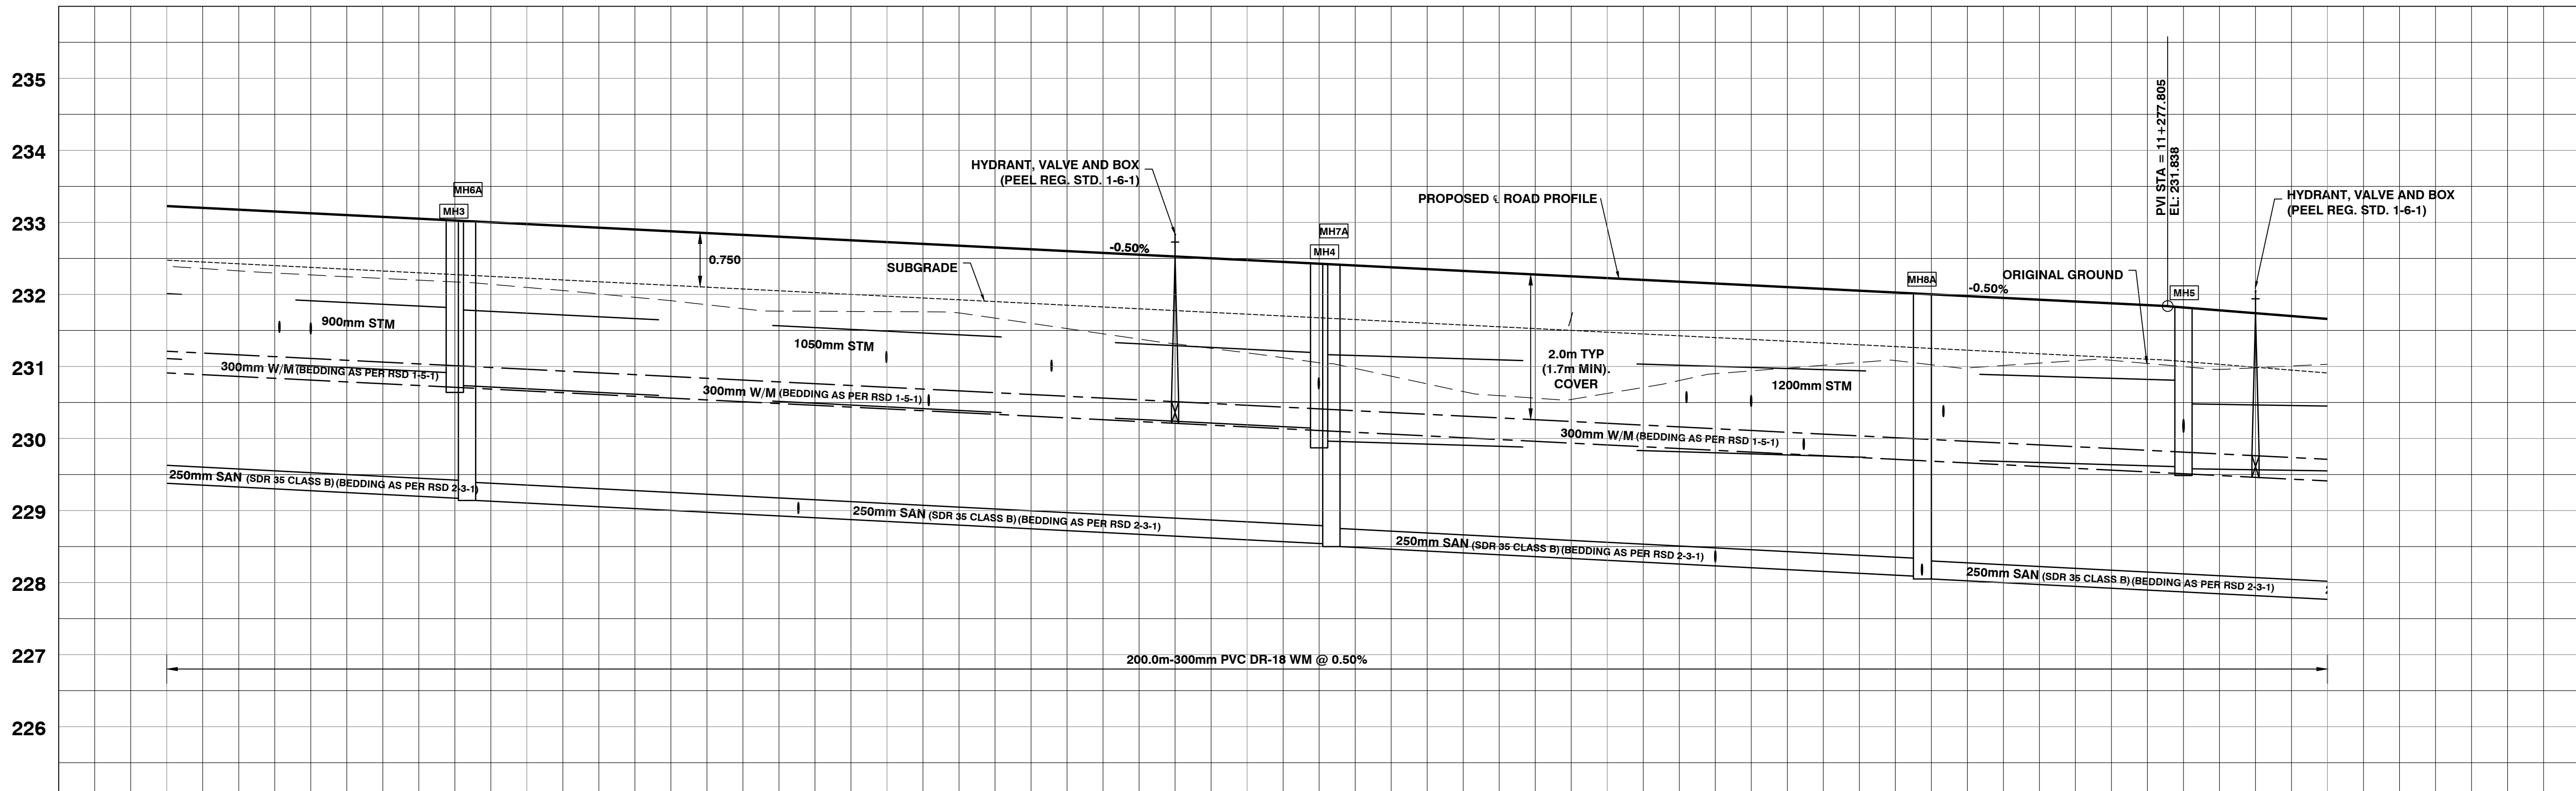 235
234
233
232
231
230
229
228
227
226
MH6A
MH3
HYDRANT, VALVE AND BOX
(PEEL REG. STD. 1-6-1)
-0.50%
0.750
SUBGRADE
900mm STM
1050mm STM
300mm W/M (BEDDING AS PER RSD 1-5-1)
300mm W/M (BEDDING AS PER RSD 1-5-1)
250mm SAN (SDR 35 CLASS B) (BEDDING AS PER RSD 2-3-1)
250mm SAN (SDR 35 CLASS B) (BEDDING AS PER RSD 2-3-1)
MH7A
MH4
PROPOSED ℄ ROAD PROFILE
2.0m TYP
(1.7m MIN).
COVER
1200mm STM
300mm W/M (BEDDING AS PER RSD 1-5-1)
250mm SAN (SDR 35 CLASS B) (BEDDING AS PER RSD 2-3-1)
MH8A
-0.50%
ORIGINAL GROUND
PVI STA = 11+277.805
EL: 231.838
MH5
HYDRANT, VALVE AND BOX
(PEEL REG. STD. 1-6-1)
250mm SAN (SDR 35 CLASS B) (BEDDING AS PER RSD 2-3-1)
200.0m-300mm PVC DR-18 WM @ 0.50%